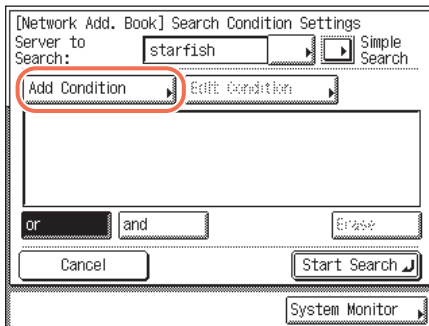 [Network Add. Book] Search Condition Settings
Server to Search:
starfish
Simple Search
Add Condition
Edit Condition
or
and
Erase
Cancel
Start Search
System Monitor